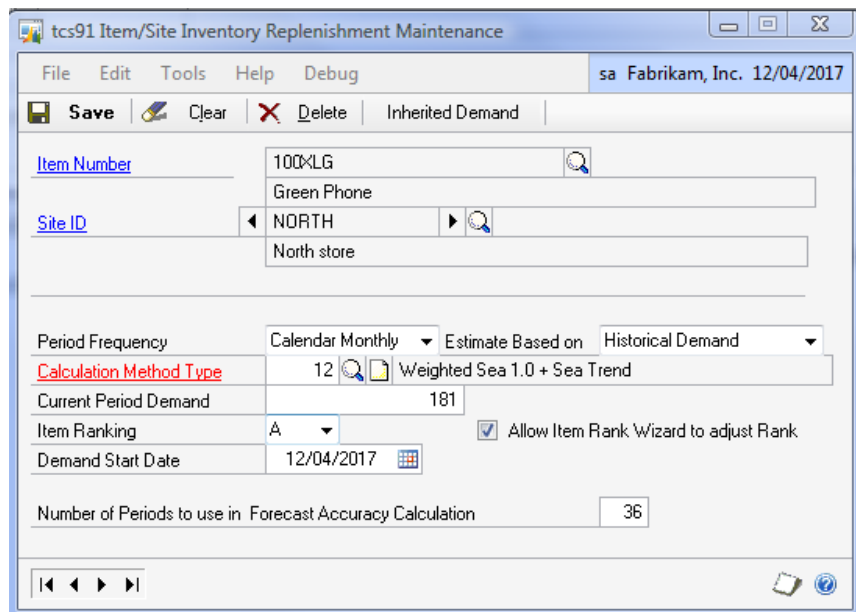 tcs91 Item/Site Inventory Replenishment Maintenance
File Edit Tools Help Debug sa Fabrikam, Inc. 12/04/2017
Save Clear Delete Inherited Demand
Item Number 100XLG
Green Phone
Site ID NORTH
North store
Period Frequency Calendar Monthly Estimate Based on Historical Demand
Calculation Method Type 12 Weighted Sea 1.0 + Sea Trend
Current Period Demand 181
Item Ranking A Allow Item Rank Wizard to adjust Rank
Demand Start Date 12/04/2017
Number of Periods to use in Forecast Accuracy Calculation 36